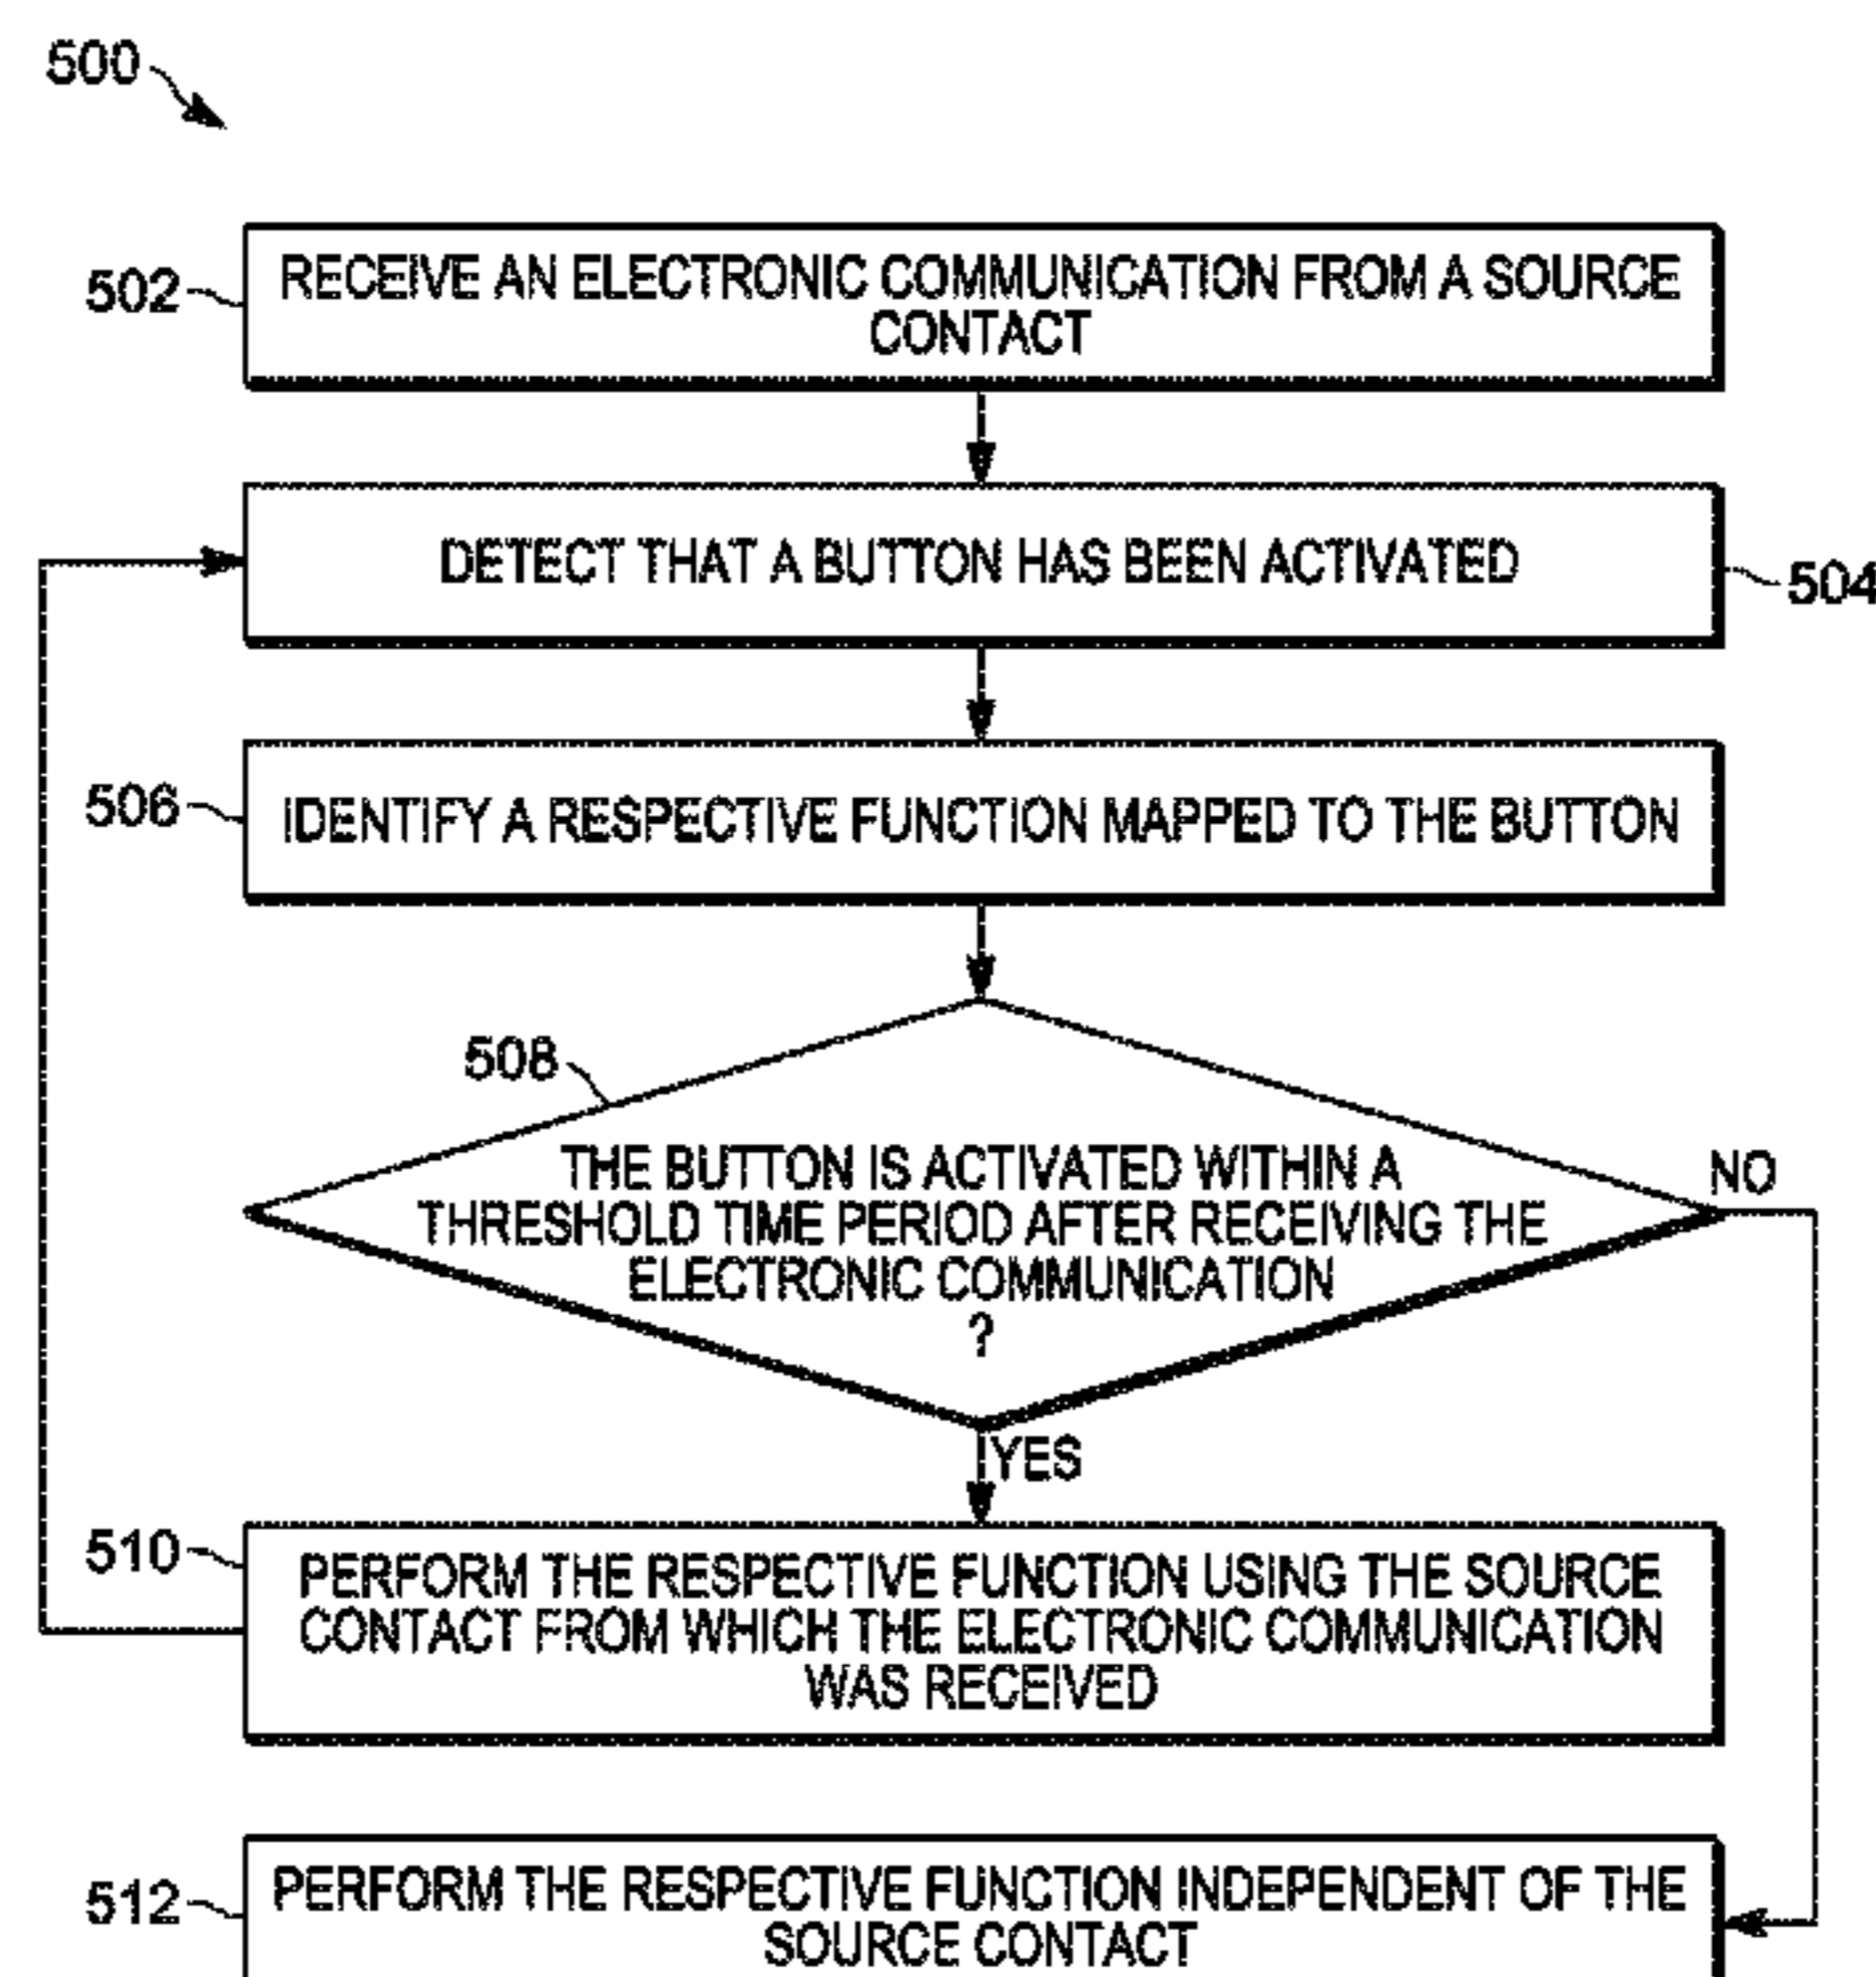 500
502
RECEIVE AN ELECTRONIC COMMUNICATION FROM A SOURCE
CONTACT
DETECT THAT A BUTTON HAS BEEN ACTIVATED
504
506
IDENTIFY A RESPECTIVE FUNCTION MAPPED TO THE BUTTON
508
THE BUTTON IS ACTIVATED WITHIN A
THRESHOLD TIME PERIOD AFTER RECEIVING THE
ELECTRONIC COMMUNICATION
?
NO
YES
510
PERFORM THE RESPECTIVE FUNCTION USING THE SOURCE
CONTACT FROM WHICH THE ELECTRONIC COMMUNICATION
WAS RECEIVED
512
PERFORM THE RESPECTIVE FUNCTION INDEPENDENT OF THE
SOURCE CONTACT